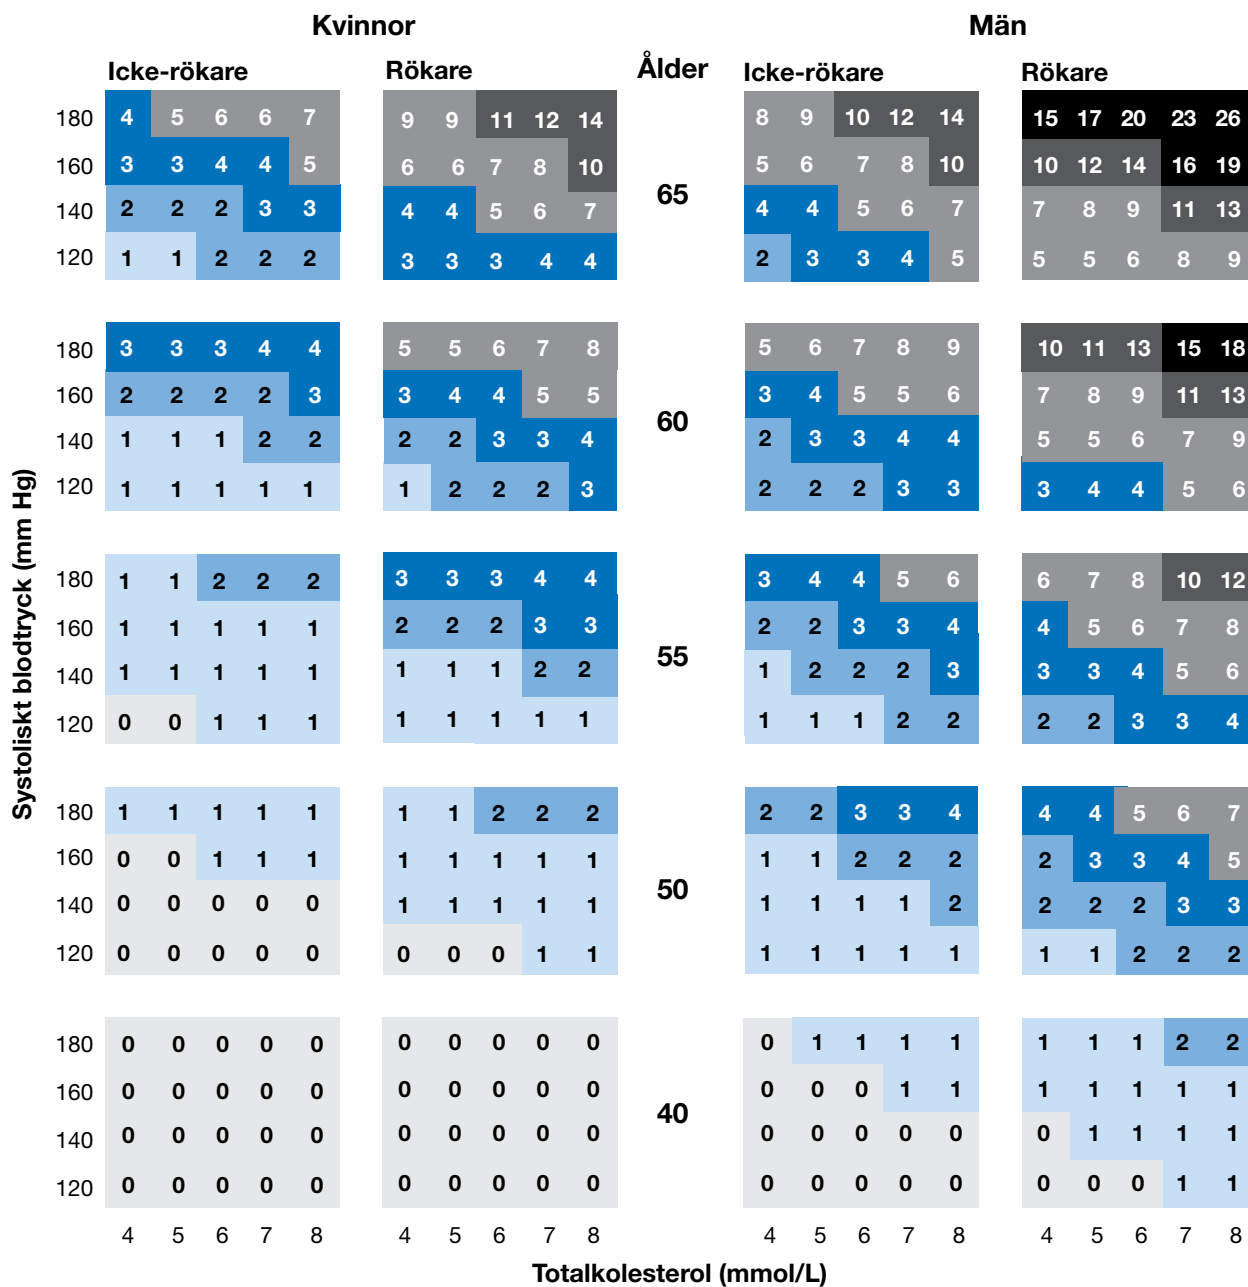 Kvinnor Män
Icke-rökare Rökare Ålder Icke-rökare Rökare
180 4 5 6 6 7 9 9 11 12 14 8 9 10 12 14 15 17 20 23 26
160 3 3 4 4 5 6 6 7 8 10 5 6 7 8 10 10 12 14 16 19
65
140 2 2 2 3 3 4 4 5 6 7 4 4 5 6 7 7 8 9 11 13
120 1 1 2 2 2 3 3 3 4 4 2 3 3 4 5 5 5 6 8 9
180 3 3 3 4 4 5 5 6 7 8 5 6 7 8 9 10 11 13 15 18
160 2 2 2 2 3 3 4 4 5 5 3 4 5 5 6 7 8 9 11 13
60
140 1 1 1 2 2 2 2 3 3 4 2 3 3 4 4 5 5 6 7 9
120 1 1 1 1 1 1 2 2 2 3 2 2 2 3 3 3 4 4 5 6
Systoliskt blodtryck (mm Hg)
180 1 1 2 2 2 3 3 3 4 4 3 4 4 5 6 6 7 8 10 12
160 1 1 1 1 1 2 2 2 3 3 2 2 3 3 4 4 5 6 7 8
55
140 1 1 1 1 1 1 1 1 2 2 1 2 2 2 3 3 3 4 5 6
120 0 0 1 1 1 1 1 1 1 1 1 1 1 2 2 2 2 3 3 4
180 1 1 1 1 1 1 1 2 2 2 2 2 3 3 4 4 4 5 6 7
160 0 0 1 1 1 1 1 1 1 1 1 1 2 2 2 2 3 3 4 5
50
140 0 0 0 0 0 1 1 1 1 1 1 1 1 1 2 2 2 2 3 3
120 0 0 0 0 0 0 0 0 1 1 1 1 1 1 1 1 1 2 2 2
180 0 0 0 0 0 0 0 0 0 0 0 1 1 1 1 1 1 1 2 2
160 0 0 0 0 0 0 0 0 0 0 0 0 0 1 1 1 1 1 1 1
40
140 0 0 0 0 0 0 0 0 0 0 0 0 0 0 0 0 1 1 1 1
120 0 0 0 0 0 0 0 0 0 0 0 0 0 0 0 0 0 0 1 1
4 5 6 7 8 4 5 6 7 8 4 5 6 7 8 4 5 6 7 8
Totalkolesterol (mmol/L)